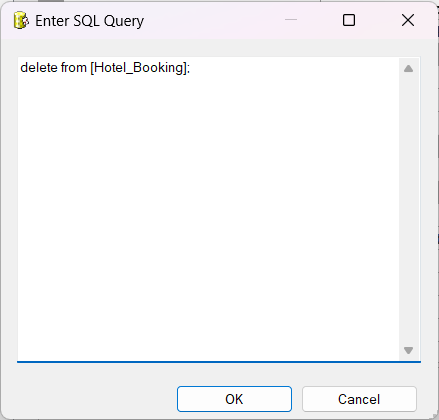 Enter SQL Query
delete from [Hotel_Booking];
OK
Cancel